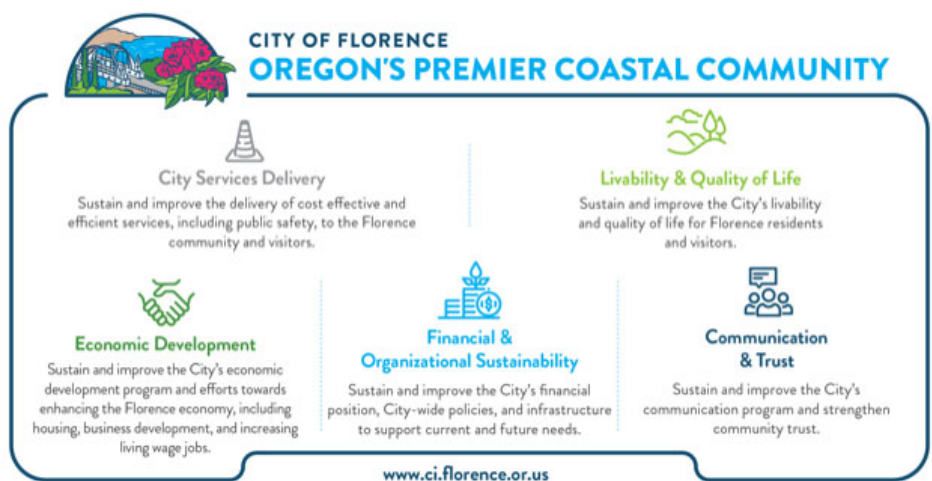 CITY OF FLORENCE
OREGON'S PREMIER COASTAL COMMUNITY
City Services Delivery
Sustain and improve the delivery of cost effective and
efficient services, including public safety, to the Florence
community and visitors.
Livability & Quality of Life
Sustain and improve the City's livability
and quality of life for Florence residents
and visitors.
Economic Development
Sustain and improve the City's economic
development program and efforts towards
enhancing the Florence economy, including
housing, business development, and increasing
living wage jobs.
Financial &
Organizational Sustainability
Sustain and improve the City's financial
position, City-wide policies, and infrastructure
to support current and future needs.
Communication
& Trust
Sustain and improve the City's
communication program and strengthen
community trust.
www.ci.florence.or.us